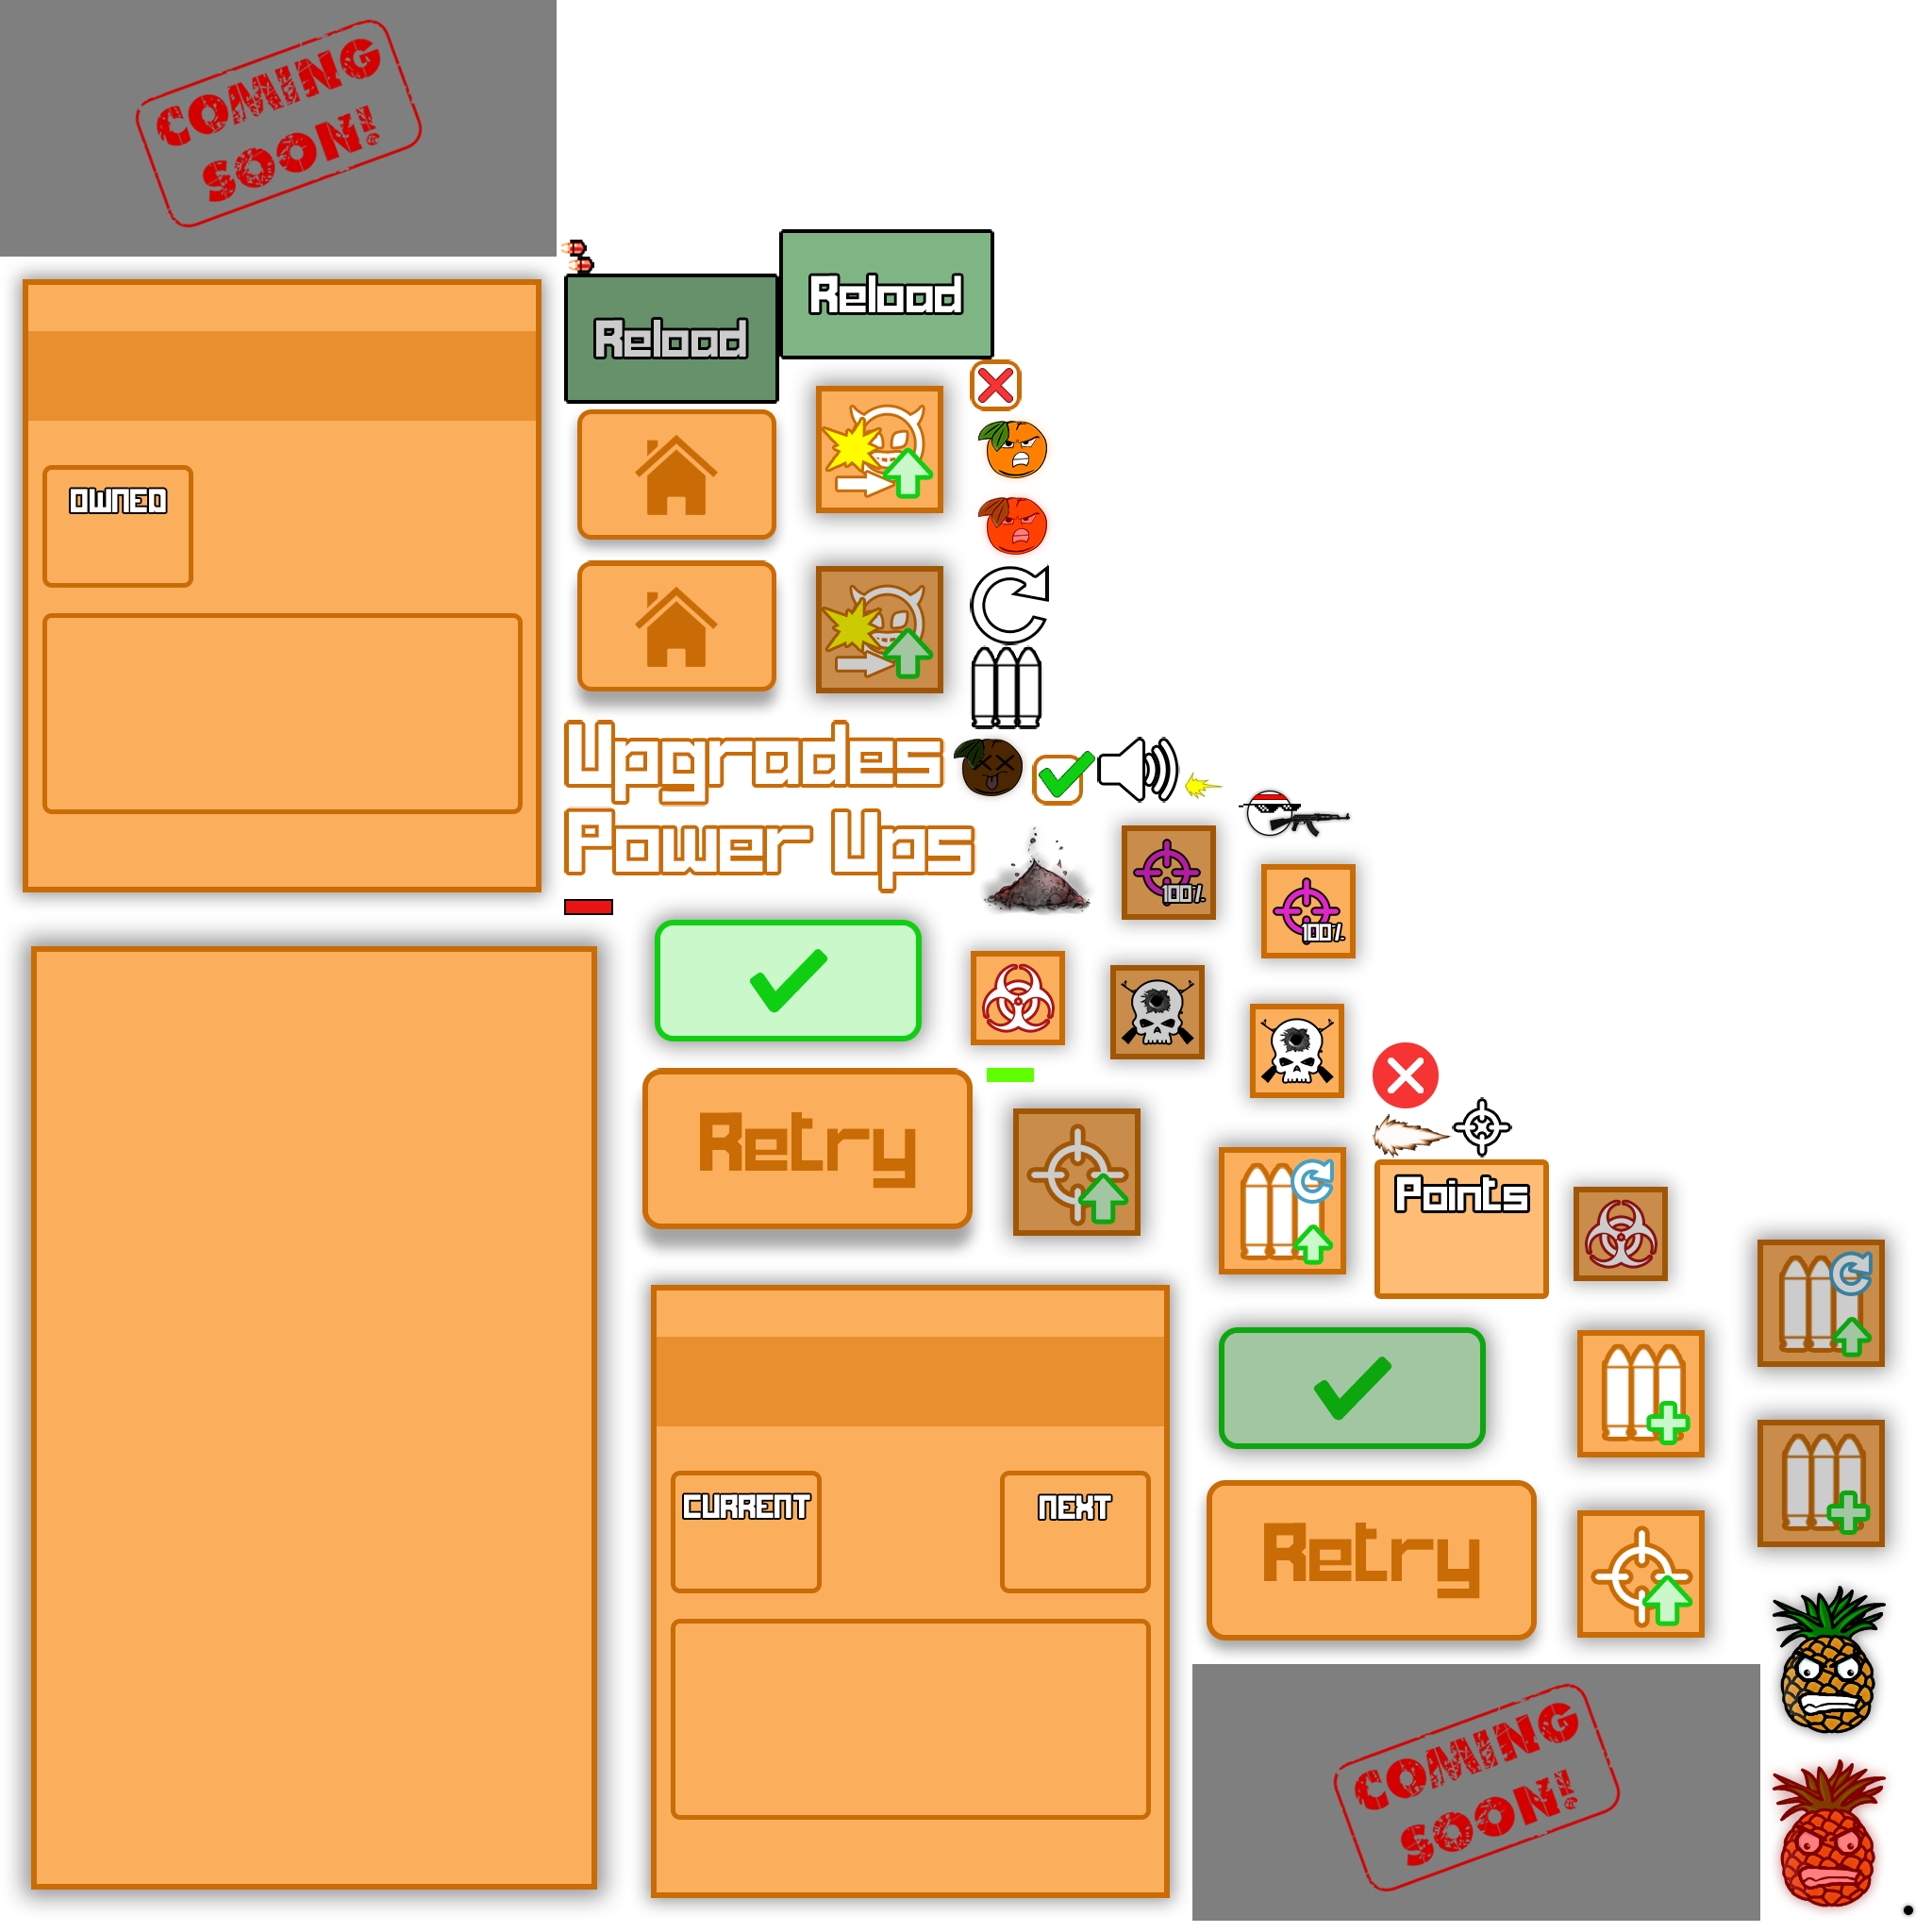 COMING
SOON!
Reload
Reload
OWNED
Upgrades
Power Ups
100%
100%
Retry
Points
CURRENT
NEXT
Retry
COMING
SOON!